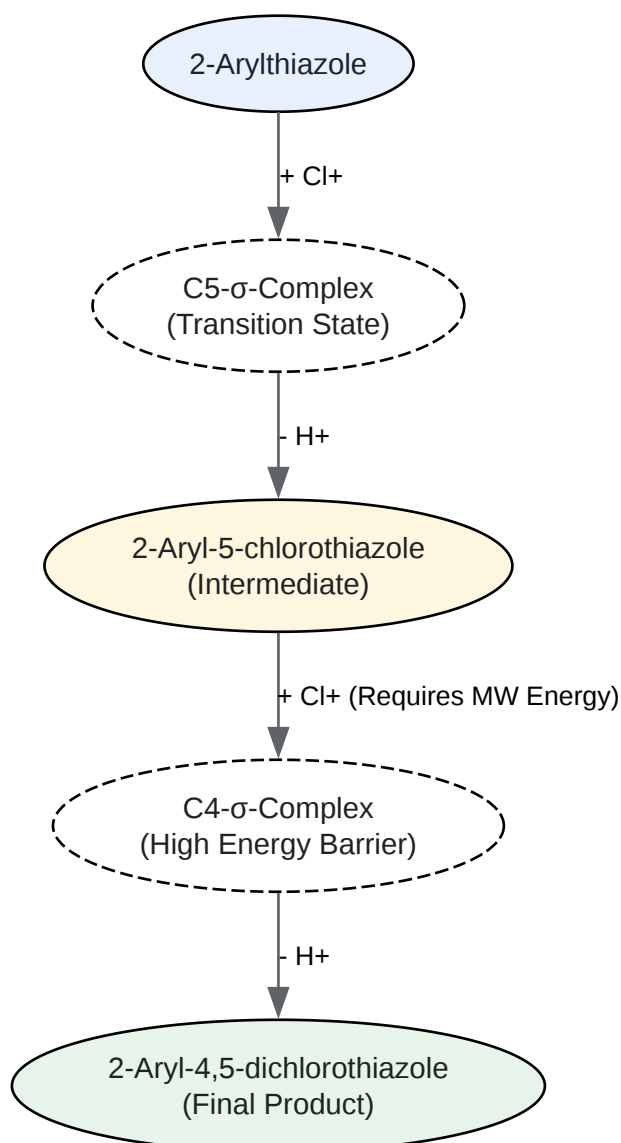 2-Arylthiazole
+ Cl+
C5-σ-Complex
(Transition State)
- H+
2-Aryl-5-chlorothiazole
(Intermediate)
+ Cl+ (Requires MW Energy)
C4-σ-Complex
(High Energy Barrier)
- H+
2-Aryl-4,5-dichlorothiazole
(Final Product)